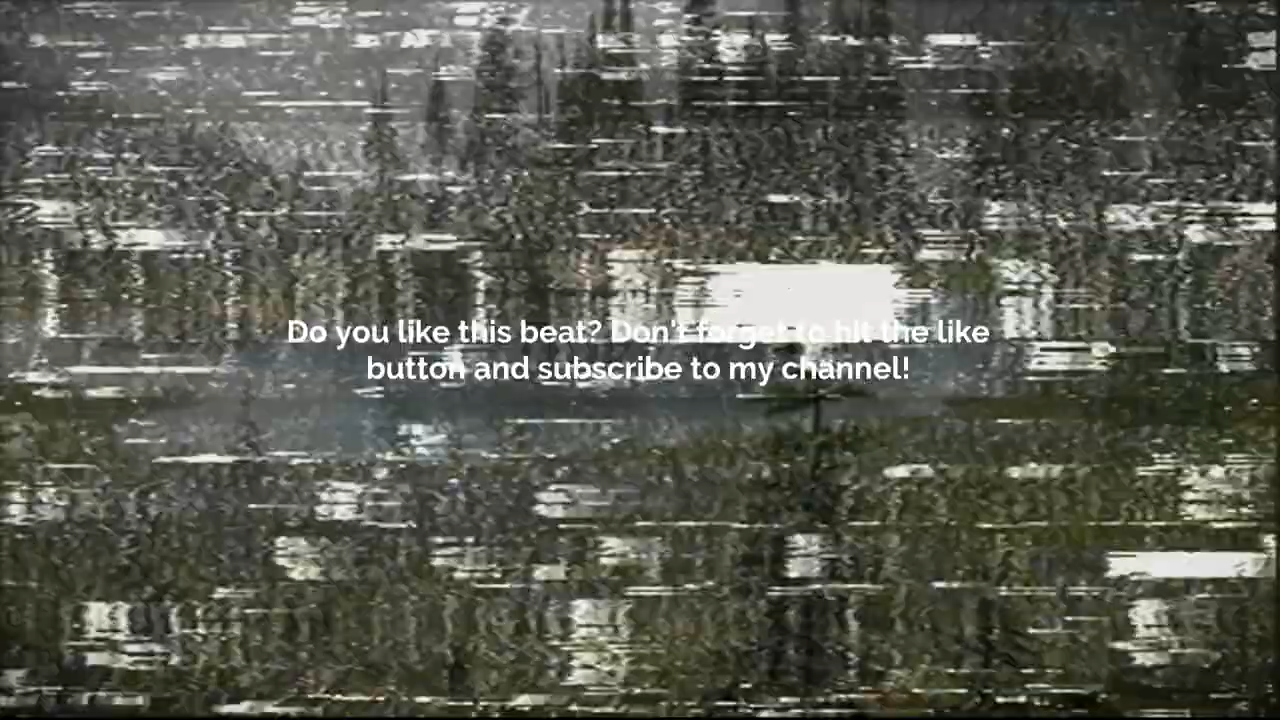 Do you like this beat? Don't forget to hit the like
button and subscribe to my channel!